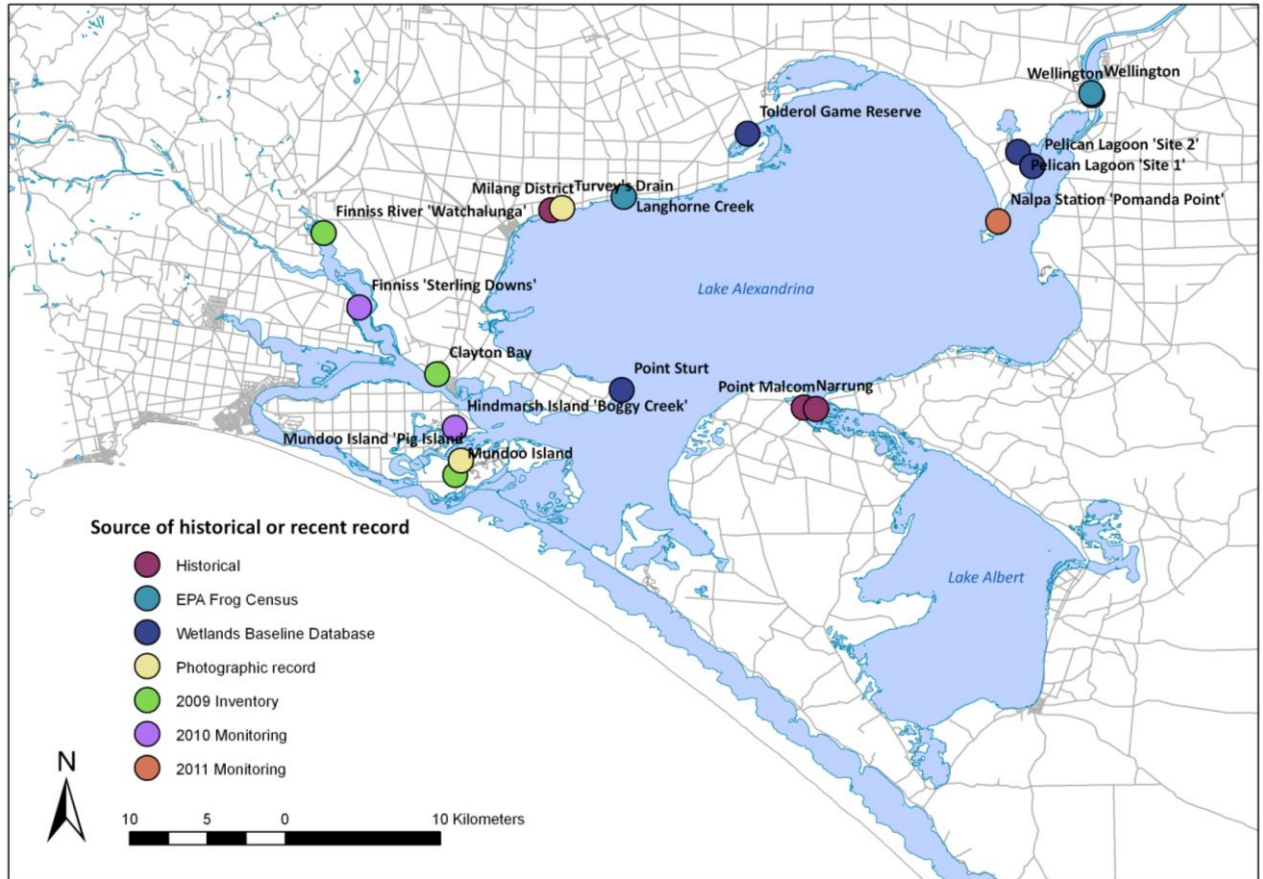 Wellington Wellington
Tolderol Game Reserve
Pelican Lagoon 'Site 2'
Pelican Lagoon 'Site 1'
Milang District
Turvey's Drain
Langhorne Creek
Nalpa Station 'Pomanda Point'
Finniss River 'Watchalunga'
Finniss 'Sterling Downs'
Lake Alexandrina
Clayton Bay
Point Sturt
Point Malcom
Narrung
Hindmarsh Island 'Boggy Creek'
Mundoo Island 'Pig Island'
Mundoo Island
Lake Albert
Source of historical or recent record
Historical
EPA Frog Census
Wetlands Baseline Database
Photographic record
2009 Inventory
2010 Monitoring
2011 Monitoring
N
10 5 0 10 Kilometers